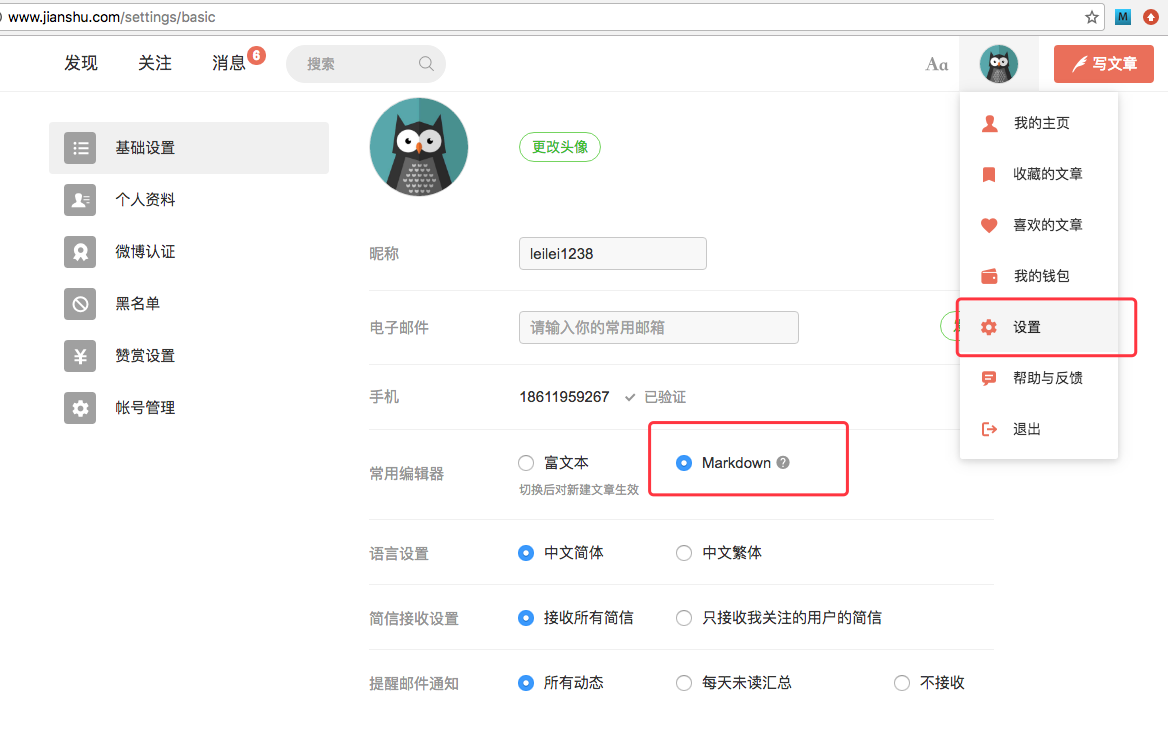 www.jianshu.com/settings/basic
M
发现 关注 消息 6 搜索 Aa 写文章
基础设置
个人资料
微博认证
黑名单
赞赏设置
帐号管理
更改头像
昵称 leilei1238
电子邮件 请输入你的常用邮箱
手机 18611959267 已验证
常用编辑器 富文本 Markdown ?
切换后对新建文章生效
语言设置 中文简体 中文繁体
简信接收设置 接收所有简信 只接收我关注的用户的简信
提醒邮件通知 所有动态 每天未读汇总 不接收
我的主页
收藏的文章
喜欢的文章
我的钱包
设置
帮助与反馈
退出